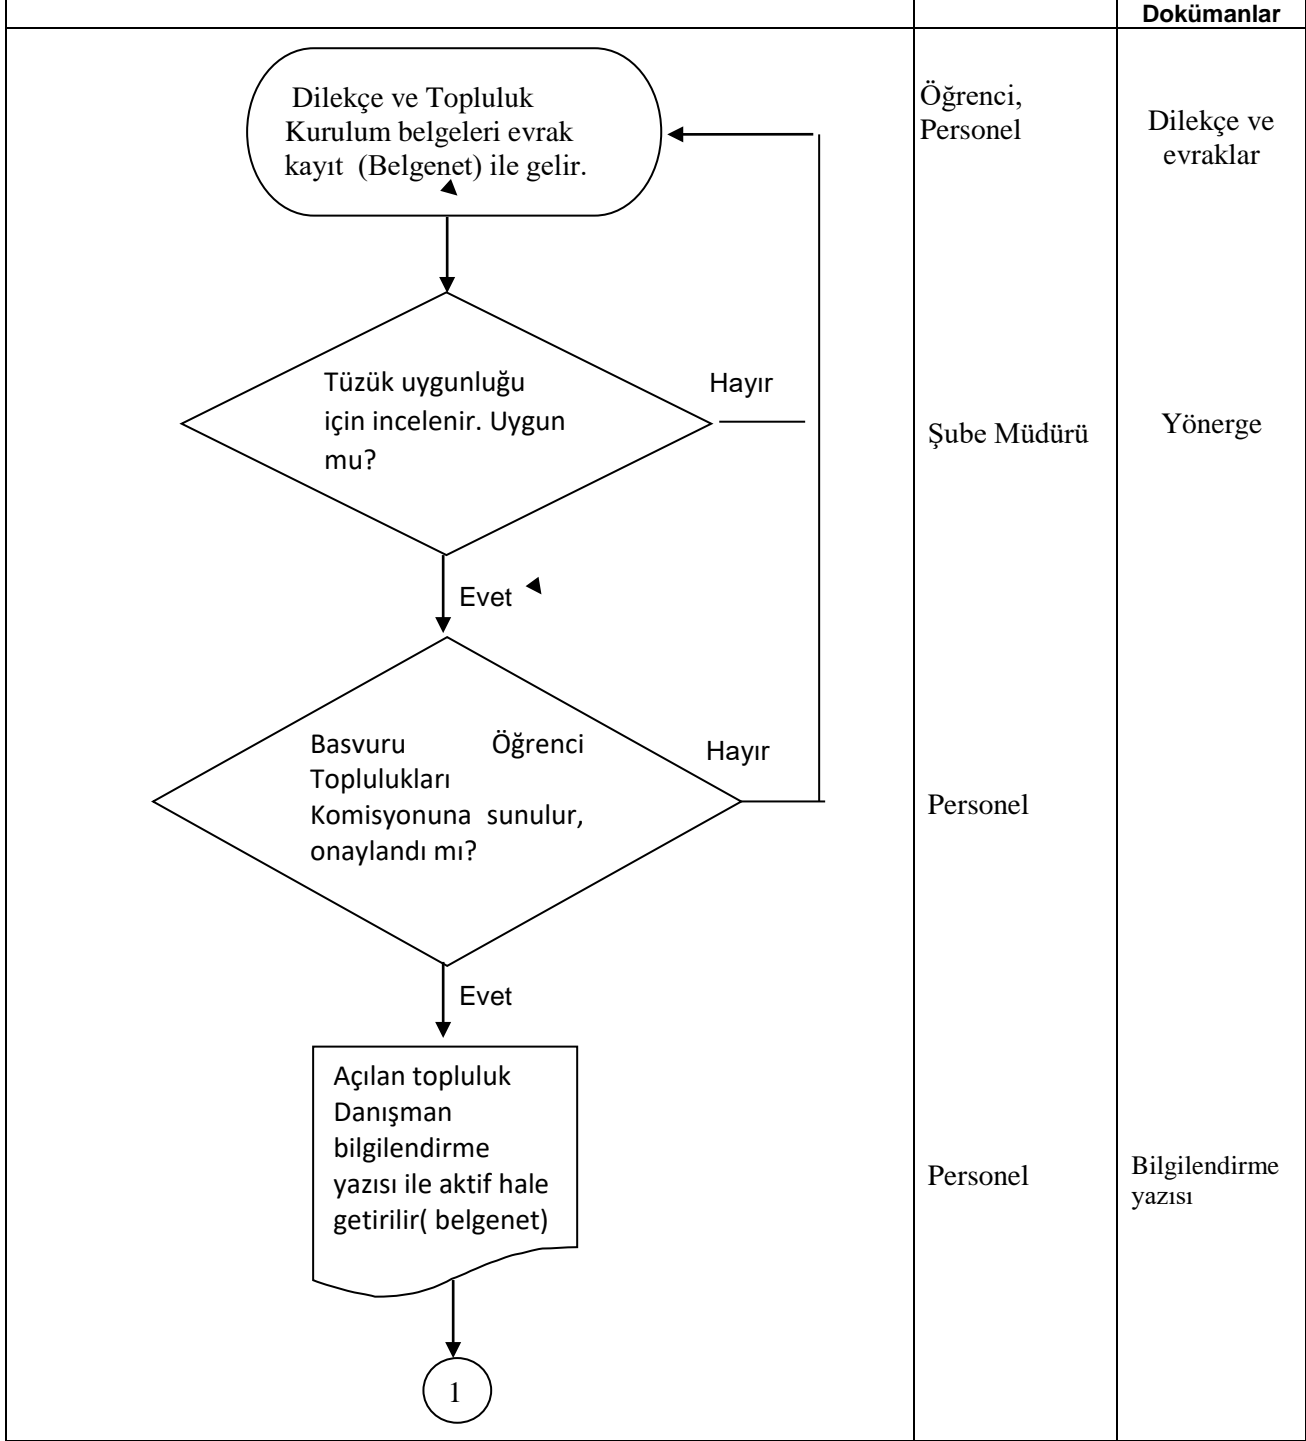 Dokümanlar
Dilekçe ve Topluluk
Kurulum belgeleri evrak
kayıt (Belgenet) ile gelir.
Öğrenci,
Personel
Dilekçe ve
evraklar
Tüzük uygunluğu
için incelenir. Uygun
mu?
Hayır
Şube Müdürü
Yönerge
Evet
Basvuru Öğrenci
Toplulukları
Komisyonuna sunulur,
onaylandı mı?
Hayır
Personel
Evet
Açılan topluluk
Danışman
bilgilendirme
yazısı ile aktif hale
getirilir( belgenet)
Personel
Bilgilendirme
yazısı
1